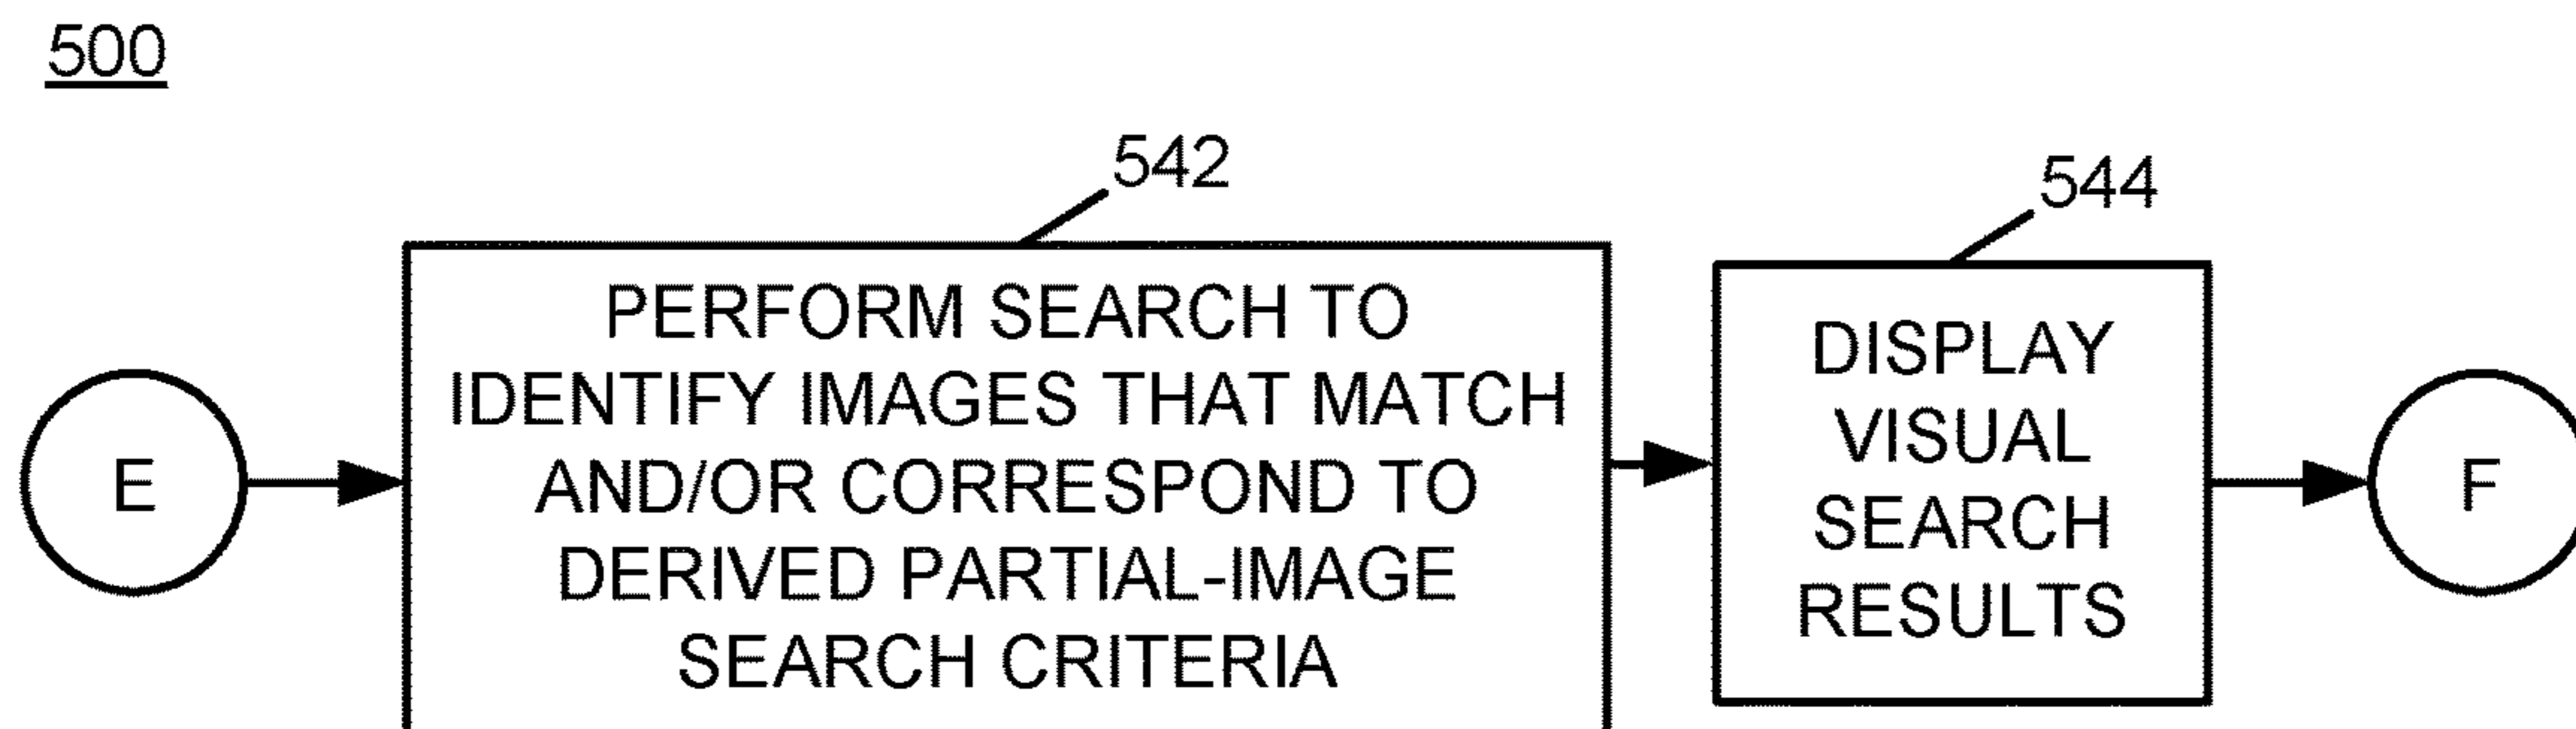 500
542
544
PERFORM SEARCH TO
IDENTIFY IMAGES THAT MATCH
AND/OR CORRESPOND TO
DERIVED PARTIAL-IMAGE
SEARCH CRITERIA
DISPLAY
VISUAL
SEARCH
RESULTS
E
F